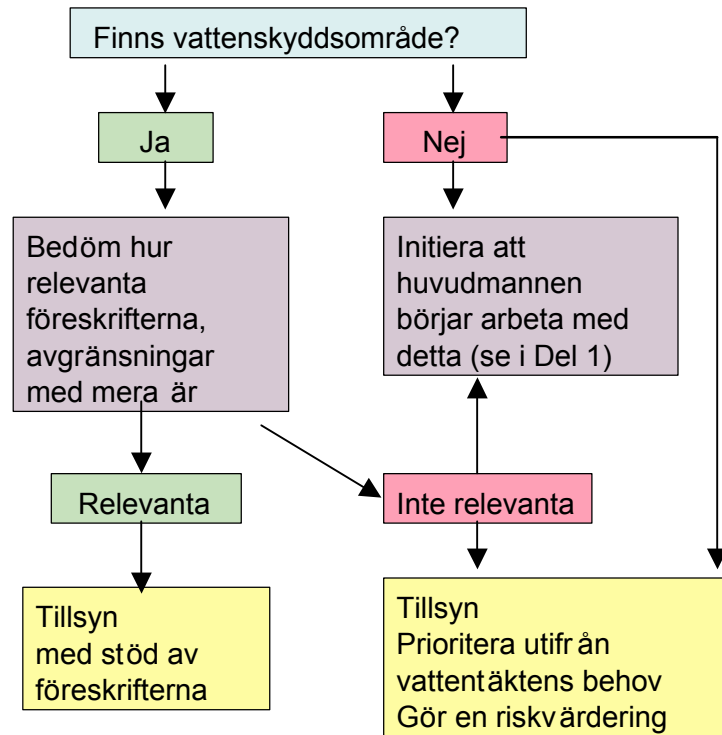 Finns vattenskyddsområde?
Ja
Nej
Bedöm hur
relevanta
föreskrifterna,
avgränsningar
med mera är
Initiera att
huvudmannen
börjar arbeta med
detta (se i Del 1)
Relevanta
Inte relevanta
Tillsyn
med stöd av
föreskrifterna
Tillsyn
Prioritera utifrån
vattentäktens behov
Gör en riskvärdering